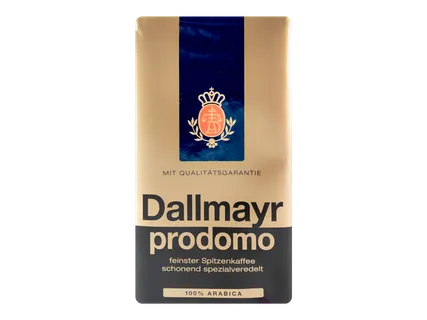 MIT QUALITÄTSGARANTIE
Dallmayr
prodomo
feinster Spitzenkaffee
schonend spezialveredelt
100% ARABICA